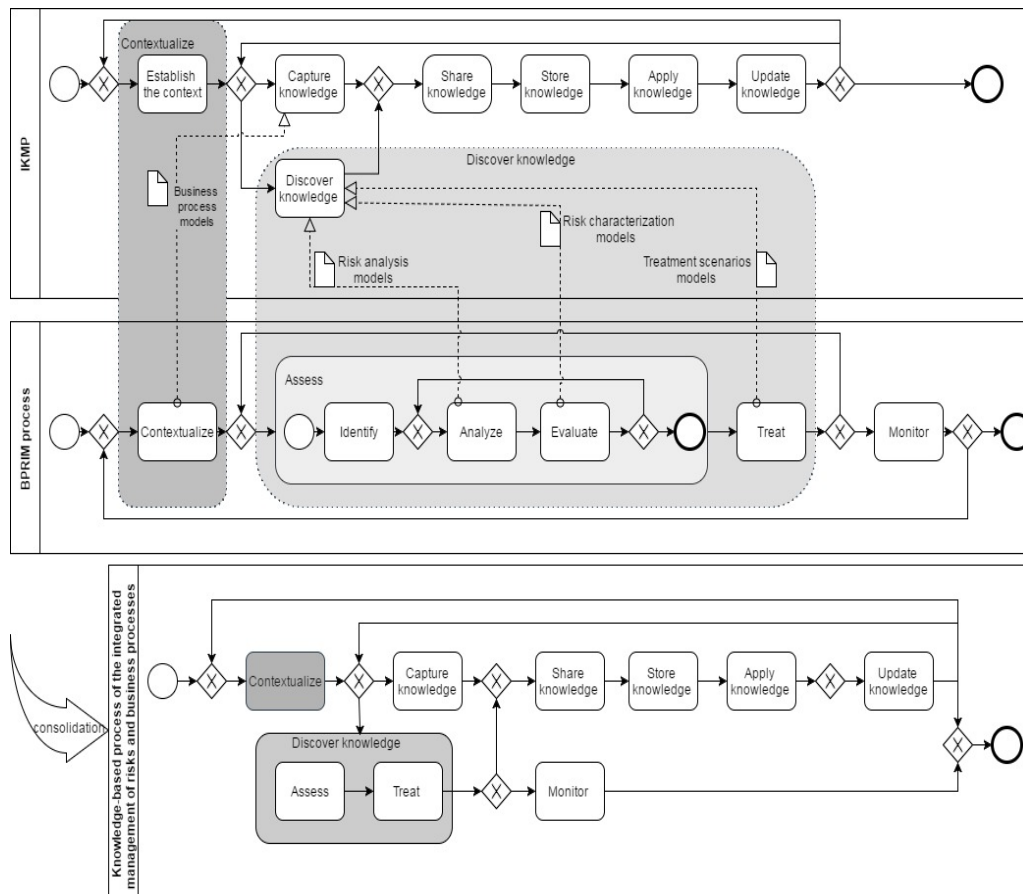 IKMP
Contextualize
Establish
the context
Capture
knowledge
Share
knowledge
Store
knowledge
Apply
knowledge
Update
knowledge
Discover knowledge
Discover
knowledge
Business
process
models
Risk analysis
models
Risk characterization
models
Treatment scenarios
models
BPRIM process
Contextualize
Assess
Identify
Analyze
Evaluate
Treat
Monitor
consolidation
Knowledge-based process of the integrated
management of risks and business processes
Contextualize
Capture
knowledge
Share
knowledge
Store
knowledge
Apply
knowledge
Update
knowledge
Discover knowledge
Assess
Treat
Monitor